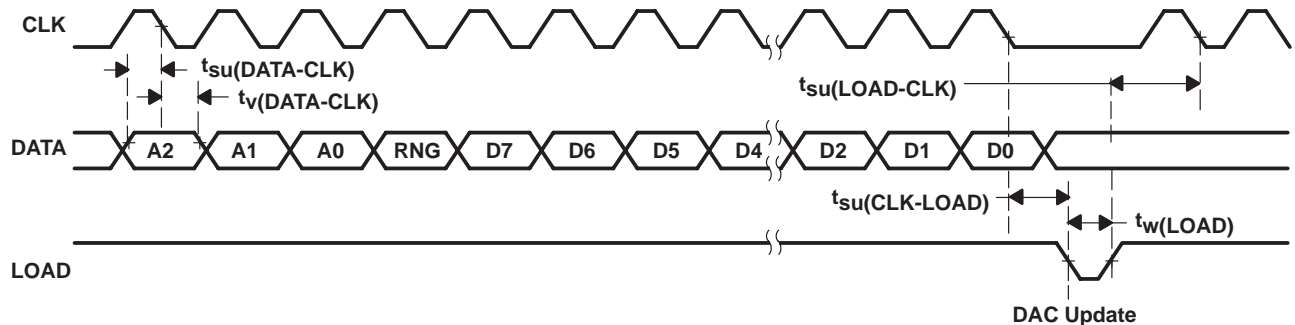 CLK
tsu(DATA-CLK)
tsu(LOAD-CLK)
tv(DATA-CLK)
DATA A2 A1 A0 RNG D7 D6 D5 D4 D2 D1 D0
tsu(CLK-LOAD)
tw(LOAD)
LOAD
DAC Update